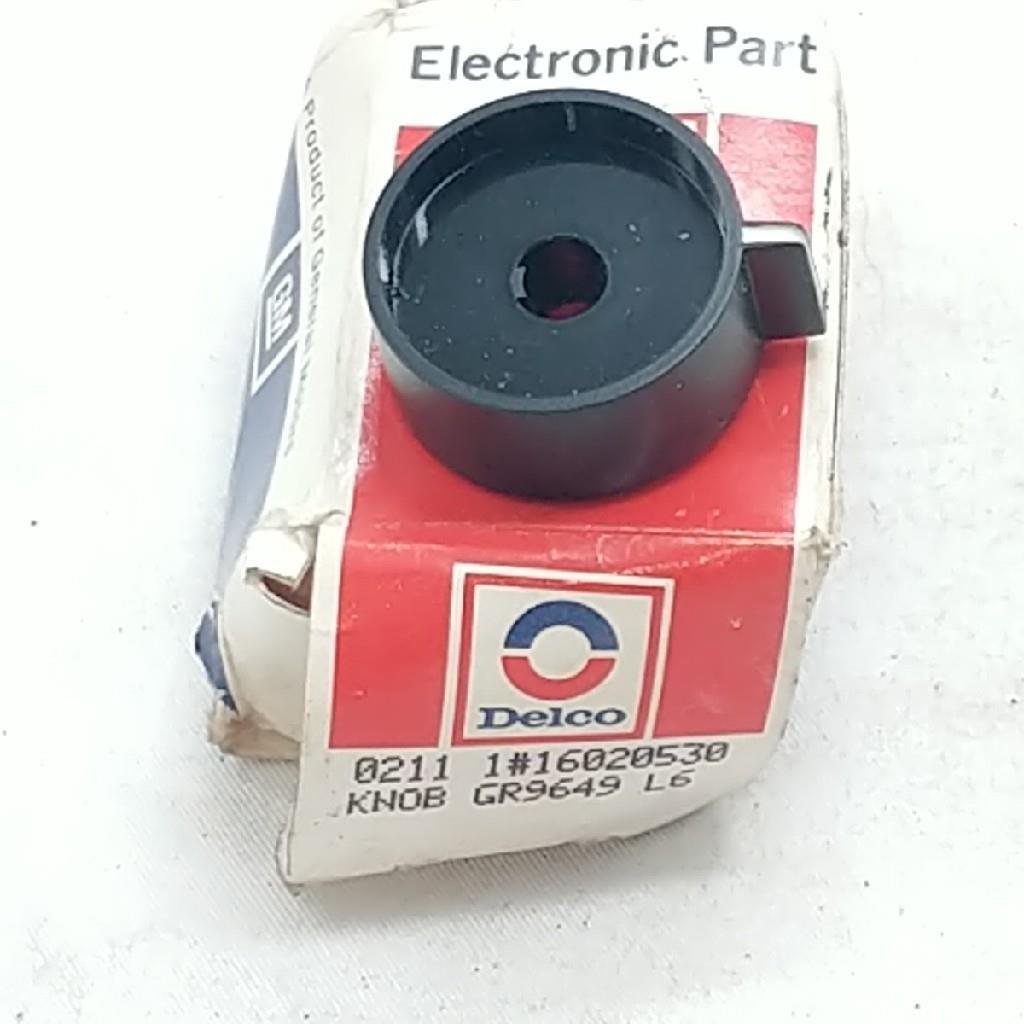 Electronic Part
Product of General Motors
GM
Delco
0211 1#16020530
KNOB GR9649 L6